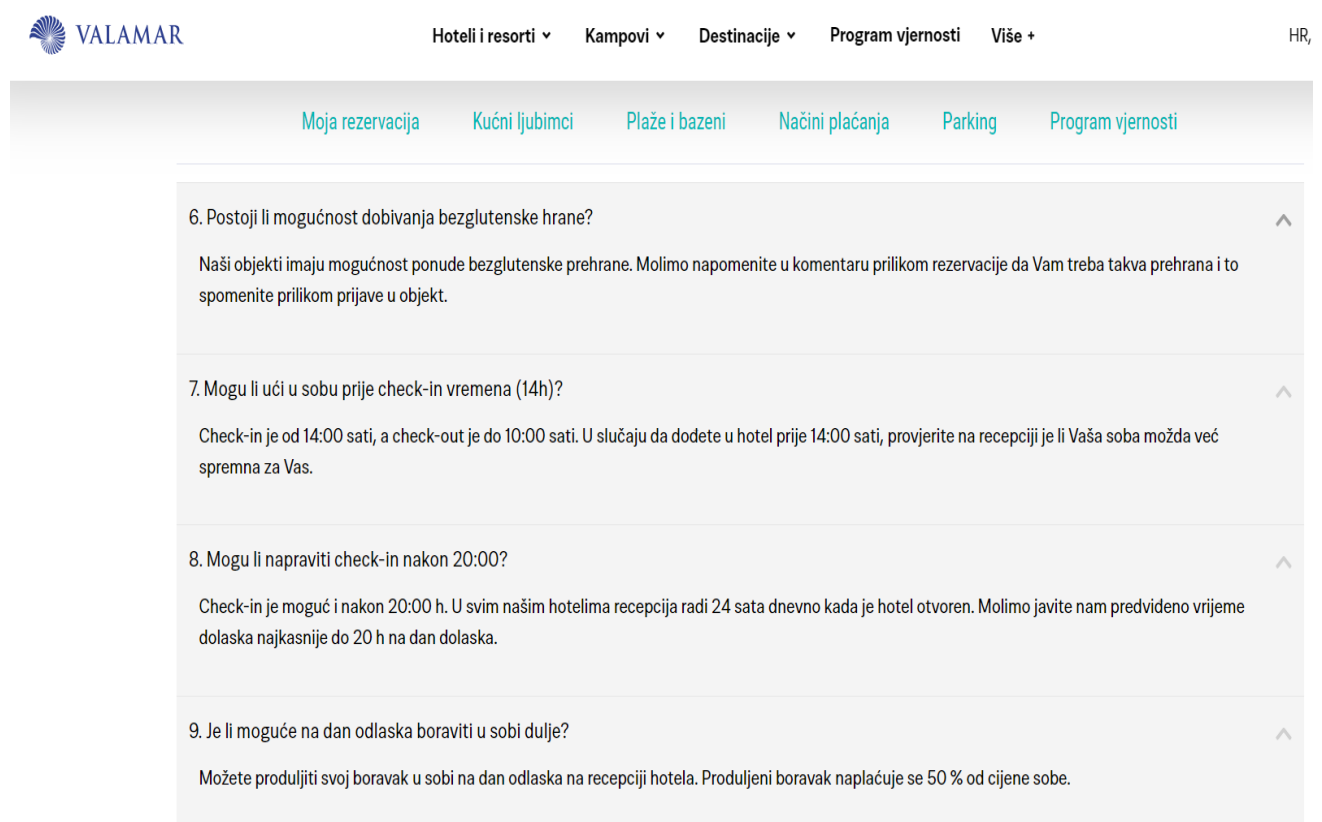 VALAMAR
Hoteli i resorti
Kampovi
Destinacije
Program vjernosti
Više +
HR,
Moja rezervacija
Kućni ljubimci
Plaže i bazeni
Načini plaćanja
Parking
Program vjernosti
6. Postoji li mogućnost dobivanja bezglutenske hrane?
Naši objekti imaju mogućnost ponude bezglutenske prehrane. Molimo napomenite u komentaru prilikom rezervacije da Vam treba takva prehrana i to
spomenite prilikom prijave u objekt.
7. Mogu li ući u sobu prije check-in vremena (14h)?
Check-in je od 14:00 sati, a check-out je do 10:00 sati. U slučaju da dođete u hotel prije 14:00 sati, provjerite na recepciji je li Vaša soba možda već
spremna za Vas.
8. Mogu li napraviti check-in nakon 20:00?
Check-in je moguć i nakon 20:00 h. U svim našim hotelima recepcija radi 24 sata dnevno kada je hotel otvoren. Molimo javite nam predviđeno vrijeme
dolaska najkasnije do 20 h na dan dolaska.
9. Je li moguće na dan odlaska boraviti u sobi dulje?
Možete produljiti svoj boravak u sobi na dan odlaska na recepciji hotela. Produljeni boravak naplaćuje se 50 % od cijene sobe.